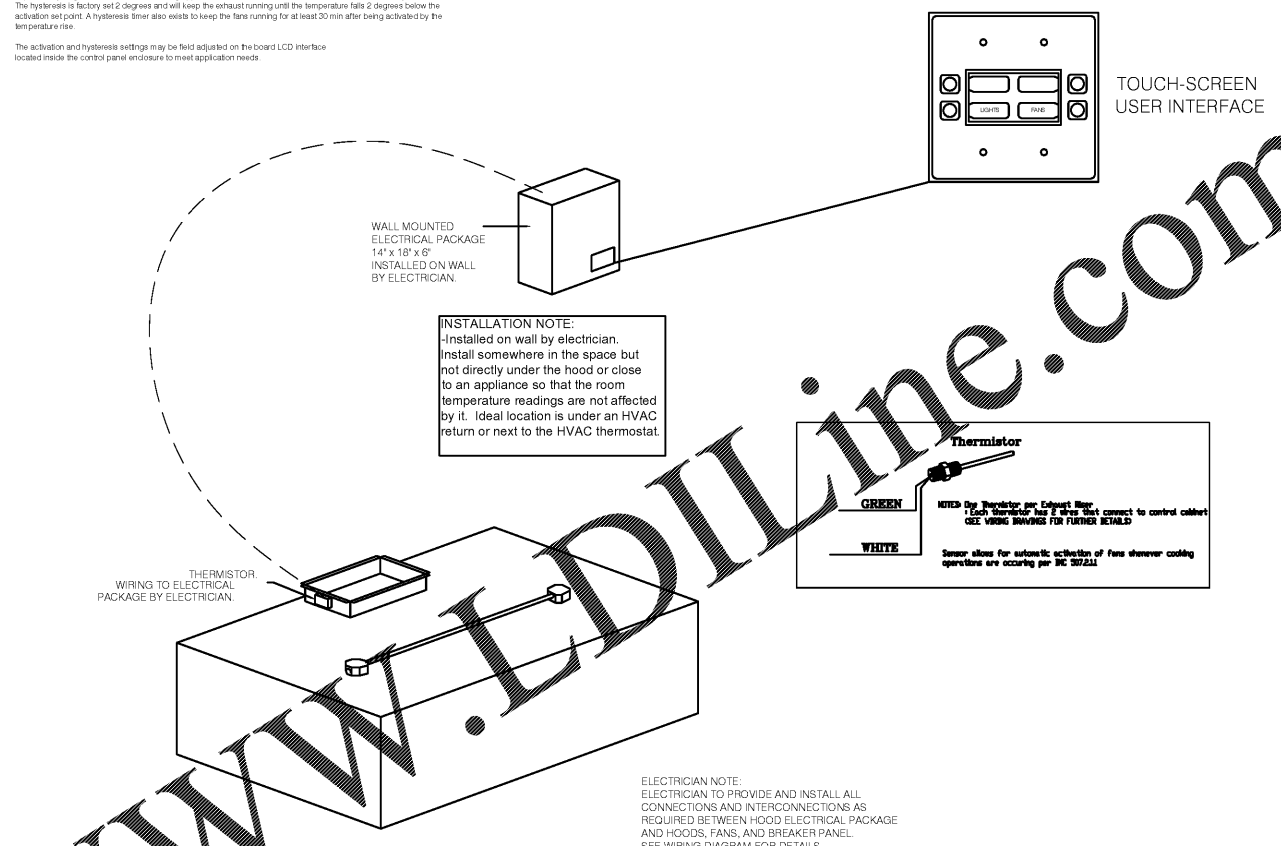 The hysteresis is factory set 2 degrees and will keep the exhaust running until the temperature falls 2 degrees below the
activation set point. A hysteresis timer also exists to keep the fans running for at least 30 min after being activated by the
temperature rise.
The activation and hysteresis settings may be field adjusted on the board LCD interface
located inside the control panel enclosure to meet application needs.
TOUCH-SCREEN
USER INTERFACE
LIGHTS
FANS
WALL MOUNTED
ELECTRICAL PACKAGE
14" x 18" x 6"
INSTALLED ON WALL
BY ELECTRICIAN.
INSTALLATION NOTE:
-Installed on wall by electrician.
Install somewhere in the space but
not directly under the hood or close
to an appliance so that the room
temperature readings are not affected
by it. Ideal location is under an HVAC
return or next to the HVAC thermostat.
Thermistor
GREEN
WHITE
NOTES: One Thermistor per Exhaust Riser
: Each thermistor has 2 wires that connect to control cabinet
(SEE WIRING DRAWINGS FOR FURTHER DETAILS)
Sensor allows for automatic activation of fans whenever cooking
operations are occuring per IMC 507.2.1.1
THERMISTOR.
WIRING TO ELECTRICAL
PACKAGE BY ELECTRICIAN.
ELECTRICIAN NOTE:
ELECTRICIAN TO PROVIDE AND INSTALL ALL
CONNECTIONS AND INTERCONNECTIONS AS
REQUIRED BETWEEN HOOD ELECTRICAL PACKAGE
AND HOODS, FANS, AND BREAKER PANEL.
SEE WIRING DIAGRAM FOR DETAILS
www.LDILine.com